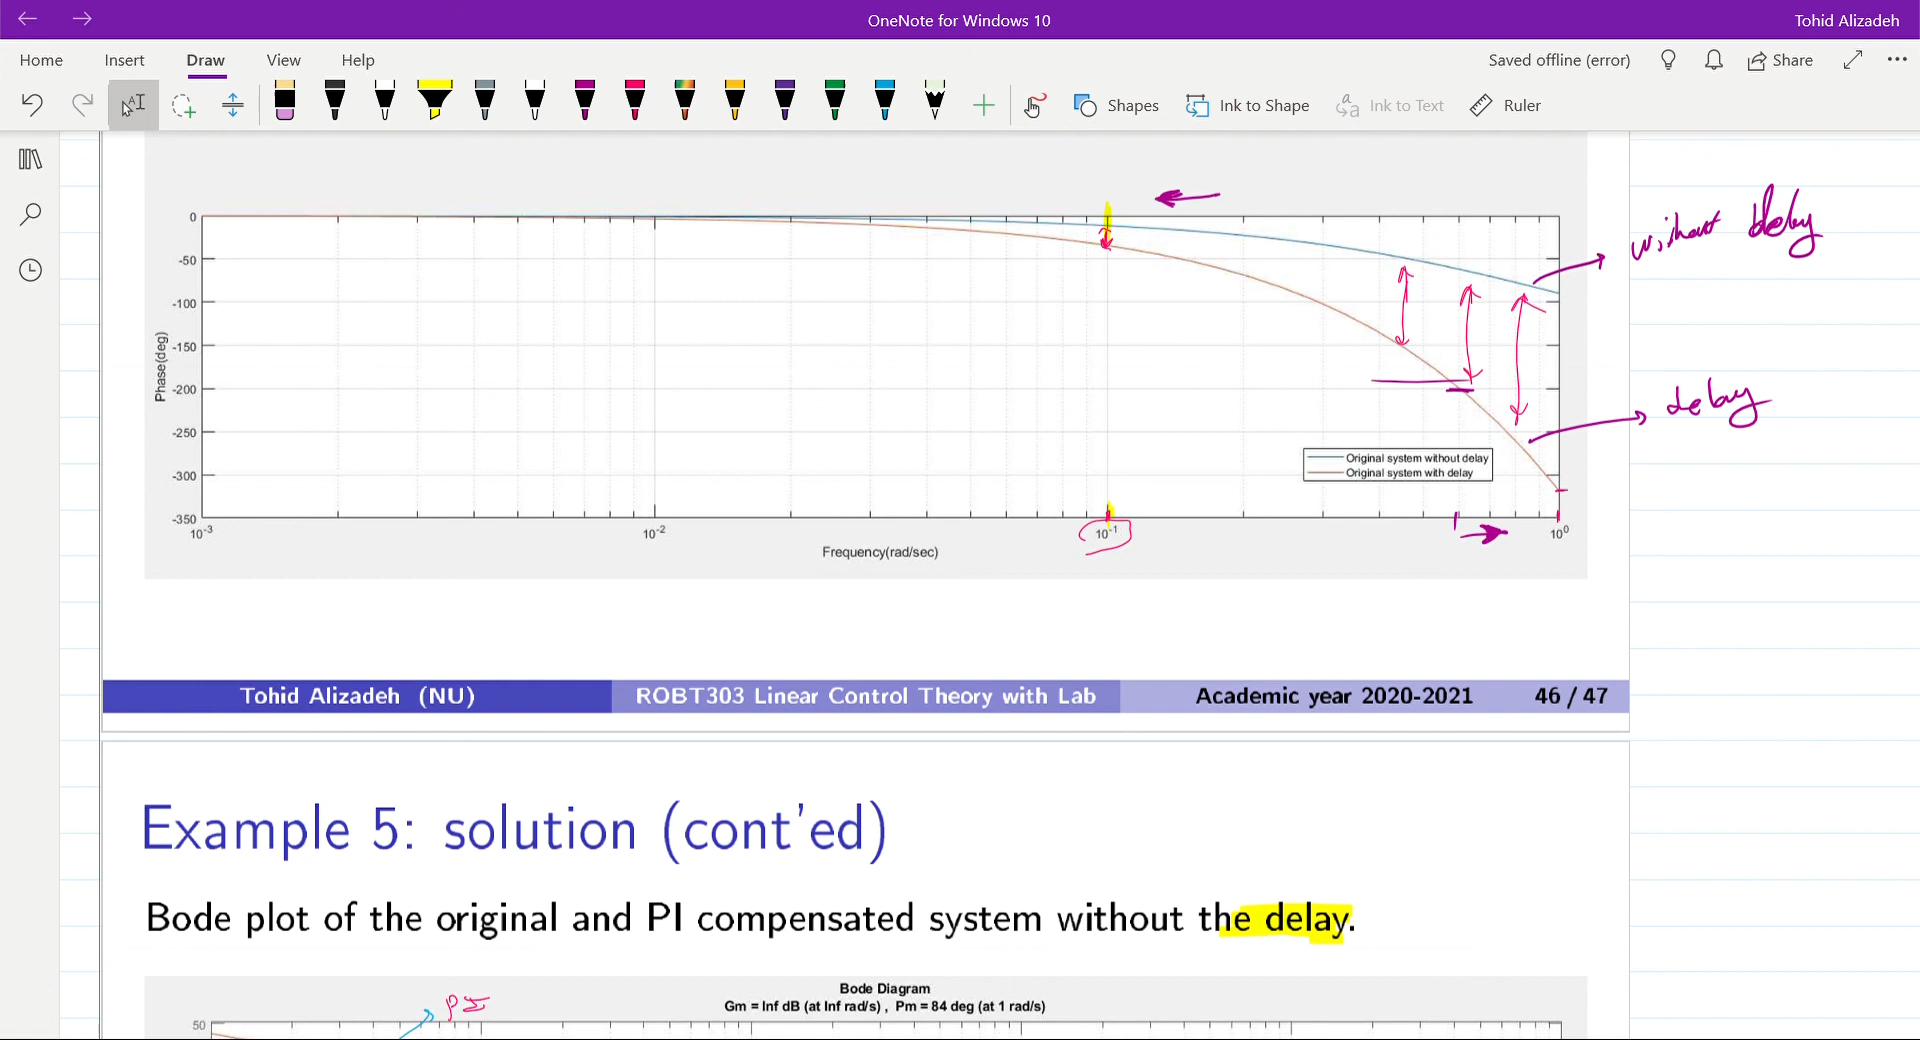 OneNote for Windows 10
Tohid Alizadeh
Home Insert Draw View Help
Saved offline (error) Share
Shapes Ink to Shape Ink to Text Ruler
without delay
delay
0
-50
-100
-150
-200
-250
-300
-350
Phase(deg)
Original system without delay
Original system with delay
10^-3 10^-2 10^-1 10^0
Frequency(rad/sec)
Tohid Alizadeh (NU) ROBT303 Linear Control Theory with Lab Academic year 2020-2021 46 / 47
Example 5: solution (cont'ed)
Bode plot of the original and PI compensated system without the delay.
Bode Diagram
Gm = Inf dB (at Inf rad/s) , Pm = 84 deg (at 1 rad/s)
PI
50